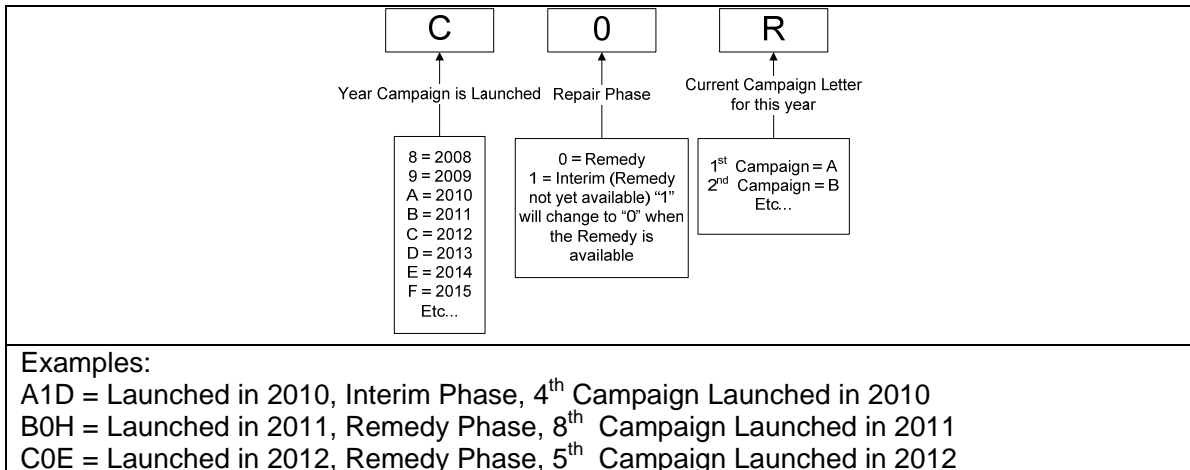 C 0 R
Year Campaign is Launched
Repair Phase
Current Campaign Letter
for this year
8 = 2008
9 = 2009
A = 2010
B = 2011
C = 2012
D = 2013
E = 2014
F = 2015
Etc...
0 = Remedy
1 = Interim (Remedy
not yet available) “1”
will change to “0” when
the Remedy is
available
1st Campaign = A
2nd Campaign = B
Etc...
Examples:
A1D = Launched in 2010, Interim Phase, 4th Campaign Launched in 2010
B0H = Launched in 2011, Remedy Phase, 8th Campaign Launched in 2011
C0E = Launched in 2012, Remedy Phase, 5th Campaign Launched in 2012